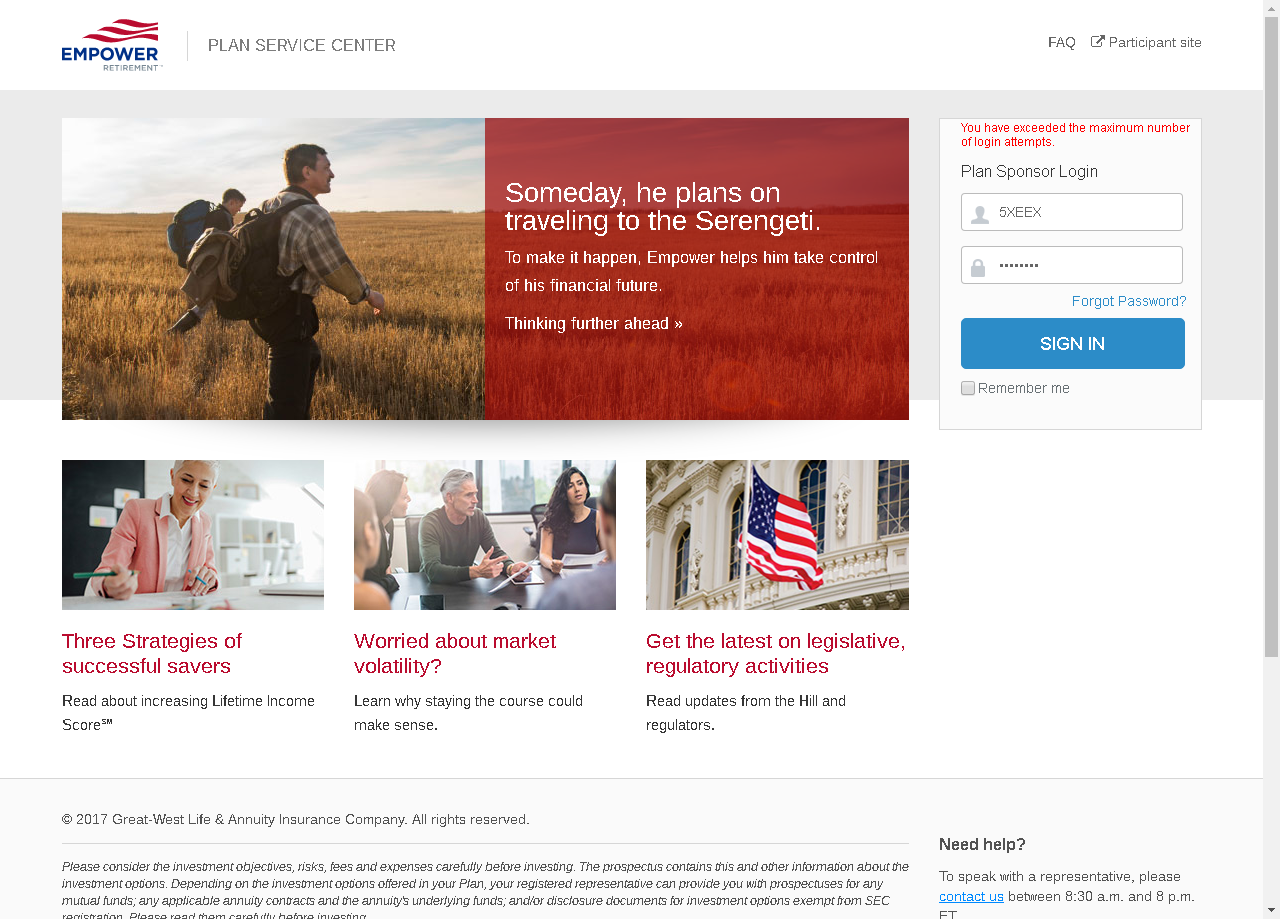 EMPOWER
RETIREMENT
PLAN SERVICE CENTER
FAQ
Participant site
Someday, he plans on
traveling to the Serengeti.
To make it happen, Empower helps him take control
of his financial future.
Thinking further ahead »
You have exceeded the maximum number
of login attempts.
Plan Sponsor Login
5XEEX
••••••••
Forgot Password?
SIGN IN
Remember me
Three Strategies of
successful savers
Read about increasing Lifetime Income
Score℠
Worried about market
volatility?
Learn why staying the course could
make sense.
Get the latest on legislative,
regulatory activities
Read updates from the Hill and
regulators.
© 2017 Great-West Life & Annuity Insurance Company. All rights reserved.
Please consider the investment objectives, risks, fees and expenses carefully before investing. The prospectus contains this and other information about the
investment options. Depending on the investment options offered in your Plan, your registered representative can provide you with prospectuses for any
mutual funds; any applicable annuity contracts and the annuity's underlying funds; and/or disclosure documents for investment options exempt from SEC
registration. Please read them carefully before investing.
Need help?
To speak with a representative, please
contact us between 8:30 a.m. and 8 p.m.
ET